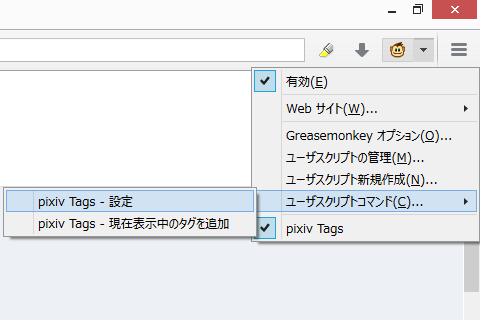 有効(E)
Web サイト(W)...
Greasemonkey オプション(O)...
ユーザスクリプトの管理(M)...
ユーザスクリプト新規作成(N)...
ユーザスクリプトコマンド(C)...
pixiv Tags - 設定
pixiv Tags - 現在表示中のタグを追加
pixiv Tags